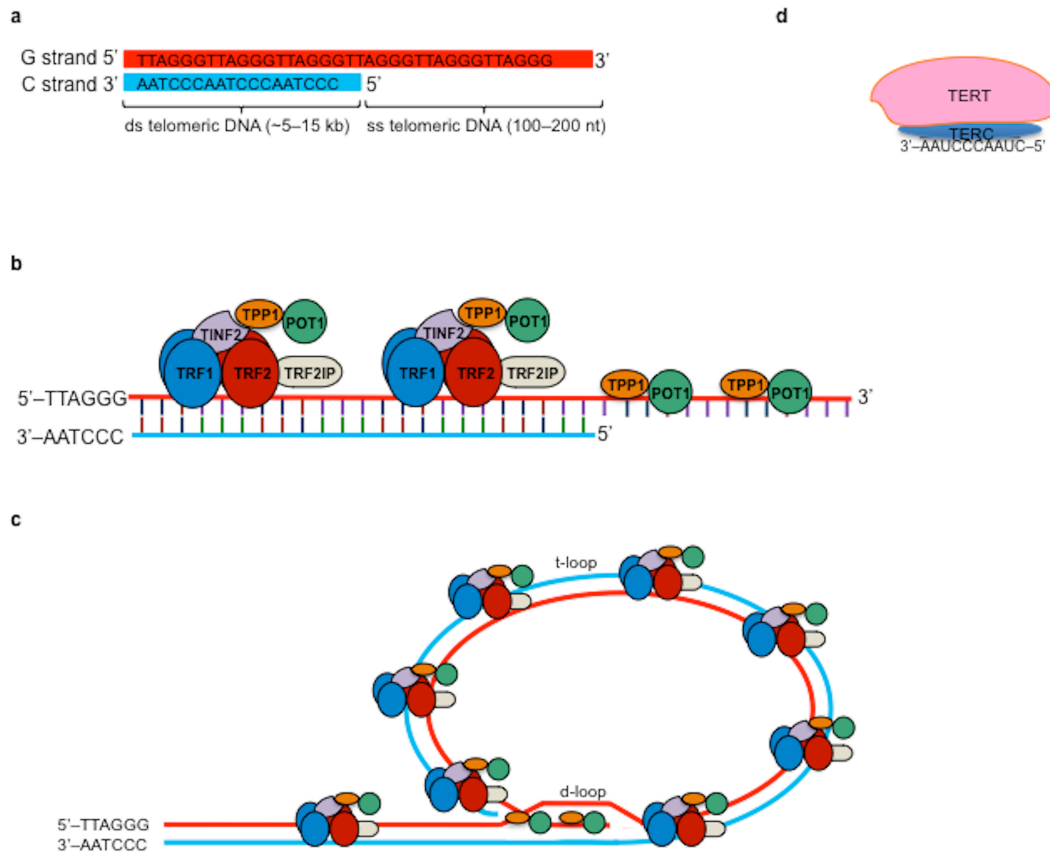 a
G strand 5’ TTAGGGTTAGGGTTAGGGTTAGGGTTAGGGTTAGGG 3’
C strand 3’ AATCCCAATCCCAATCCC 5’
ds telomeric DNA (~5–15 kb) ss telomeric DNA (100–200 nt)
d
TERT
TERC
3’–AAUCCCAAUC–5’
b
TPP1 TPP1
POT1 POT1
TINF2 TINF2
TRF1 TRF2 TRF2IP TRF1 TRF2 TRF2IP
TPP1 POT1 TPP1 POT1
5’–TTAGGG 3’
3’–AATCCC 5’
c
t-loop
d-loop
5’–TTAGGG
3’–AATCCC